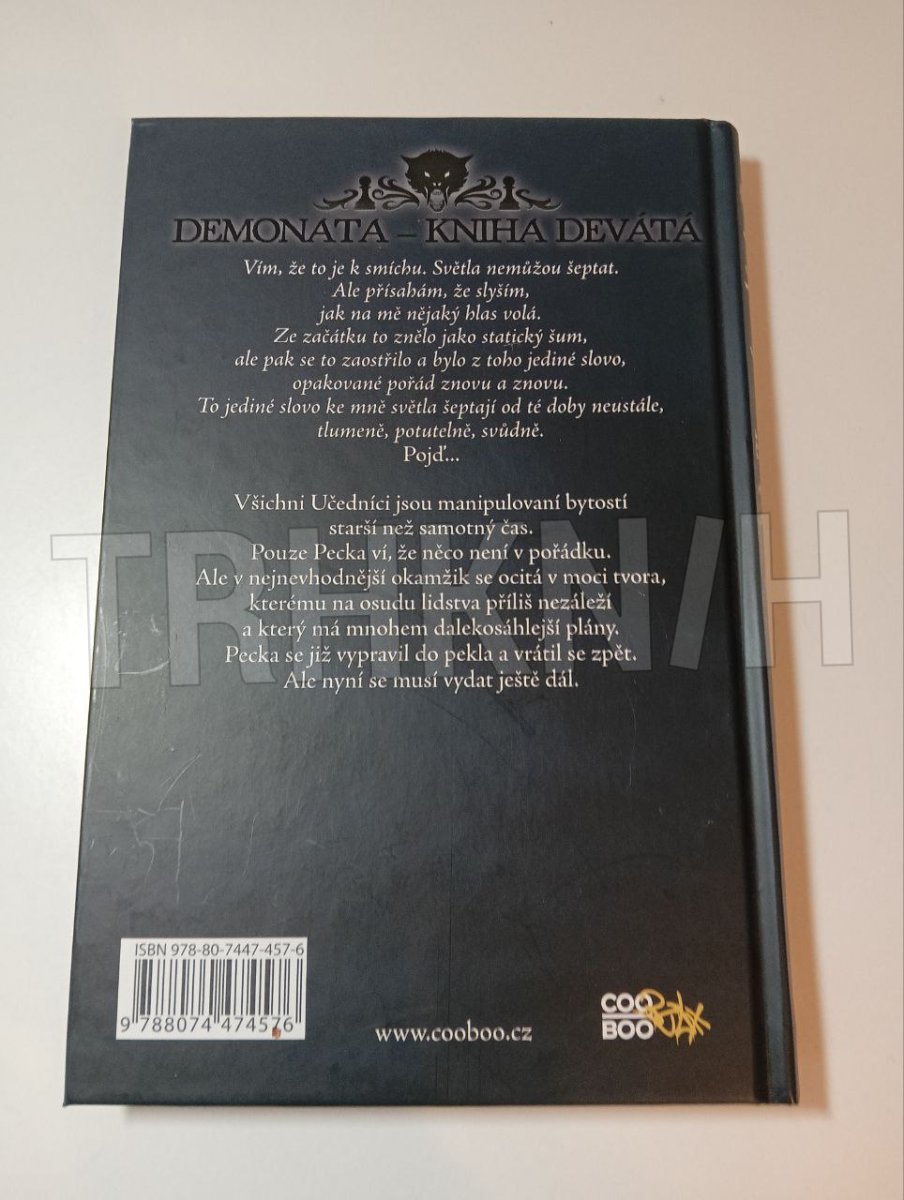 DEMONATA – KNIHA DEVÁTÁ
Vím, že to je k smíchu. Světla nemůžou šeptat.
Ale přísahám, že slyším,
jak na mě nějaký hlas volá.
Ze začátku to znělo jako statický šum,
ale pak se to zaostřilo a bylo z toho jediné slovo,
opakované pořád znovu a znovu.
To jediné slovo ke mně světla šeptají od té doby neustále,
tlumeně, potutelně, svůdně.
Pojď...
Všichni Učedníci jsou manipulovaní bytostí
starší než samotný čas.
Pouze Pecka ví, že něco není v pořádku.
Ale v nejnevhodnější okamžik se ocitá v moci tvora,
kterému na osudu lidstva příliš nezáleží
a který má mnohem dalekosáhlejší plány.
Pecka se již vypravil do pekla a vrátil se zpět.
Ale nyní se musí vydat ještě dál.
TRHKNIH
ISBN 978-80-7447-457-6
9 788074 474576
www.cooboo.cz
COO
BOO